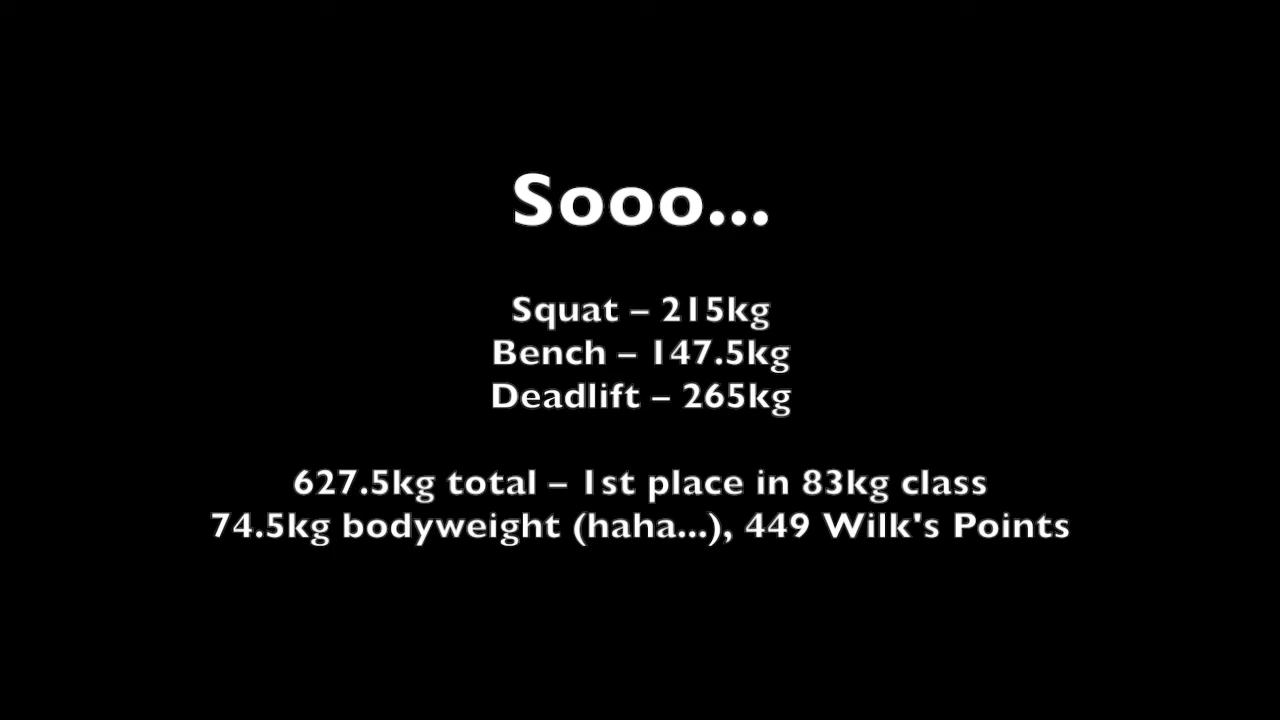 Sooo...
Squat – 215kg
Bench – 147.5kg
Deadlift – 265kg
627.5kg total – 1st place in 83kg class
74.5kg bodyweight (haha...), 449 Wilk's Points